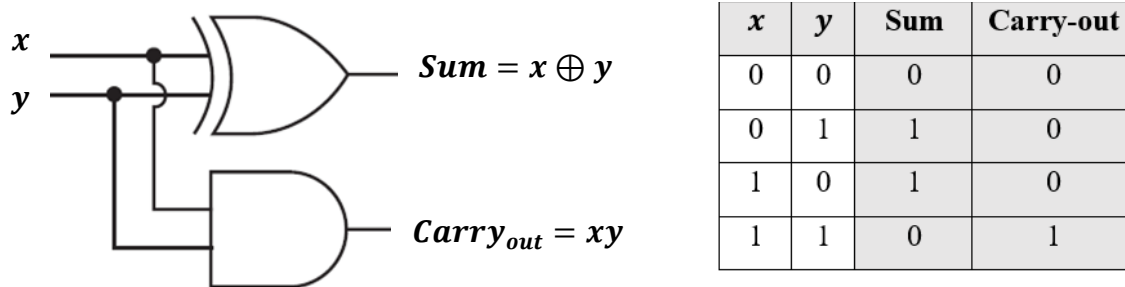 x
y
Sum = x ⊕ y
Carry_out = xy
x y Sum Carry-out
0 0 0 0
0 1 1 0
1 0 1 0
1 1 0 1